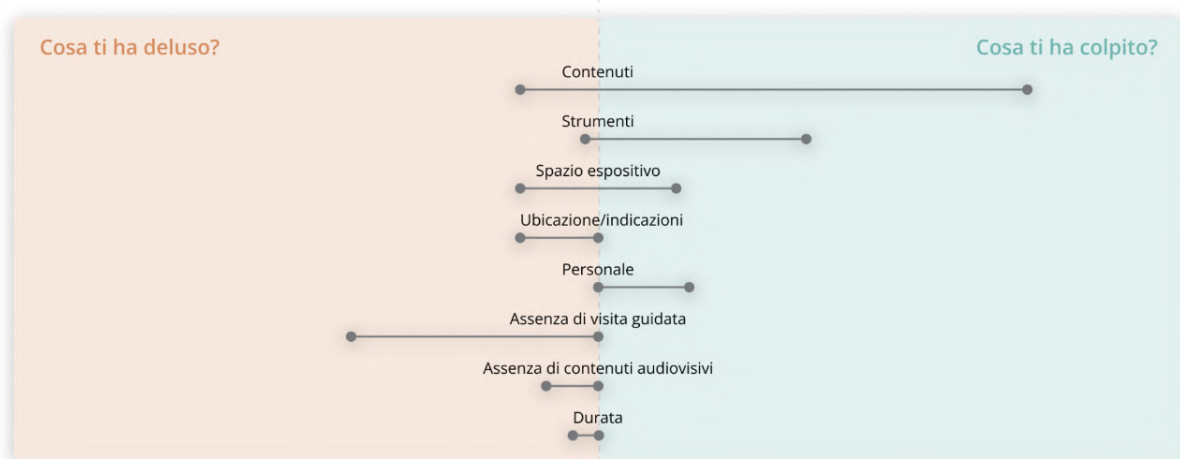 Cosa ti ha deluso?
Cosa ti ha colpito?
Contenuti
Strumenti
Spazio espositivo
Ubicazione/indicazioni
Personale
Assenza di visita guidata
Assenza di contenuti audiovisivi
Durata